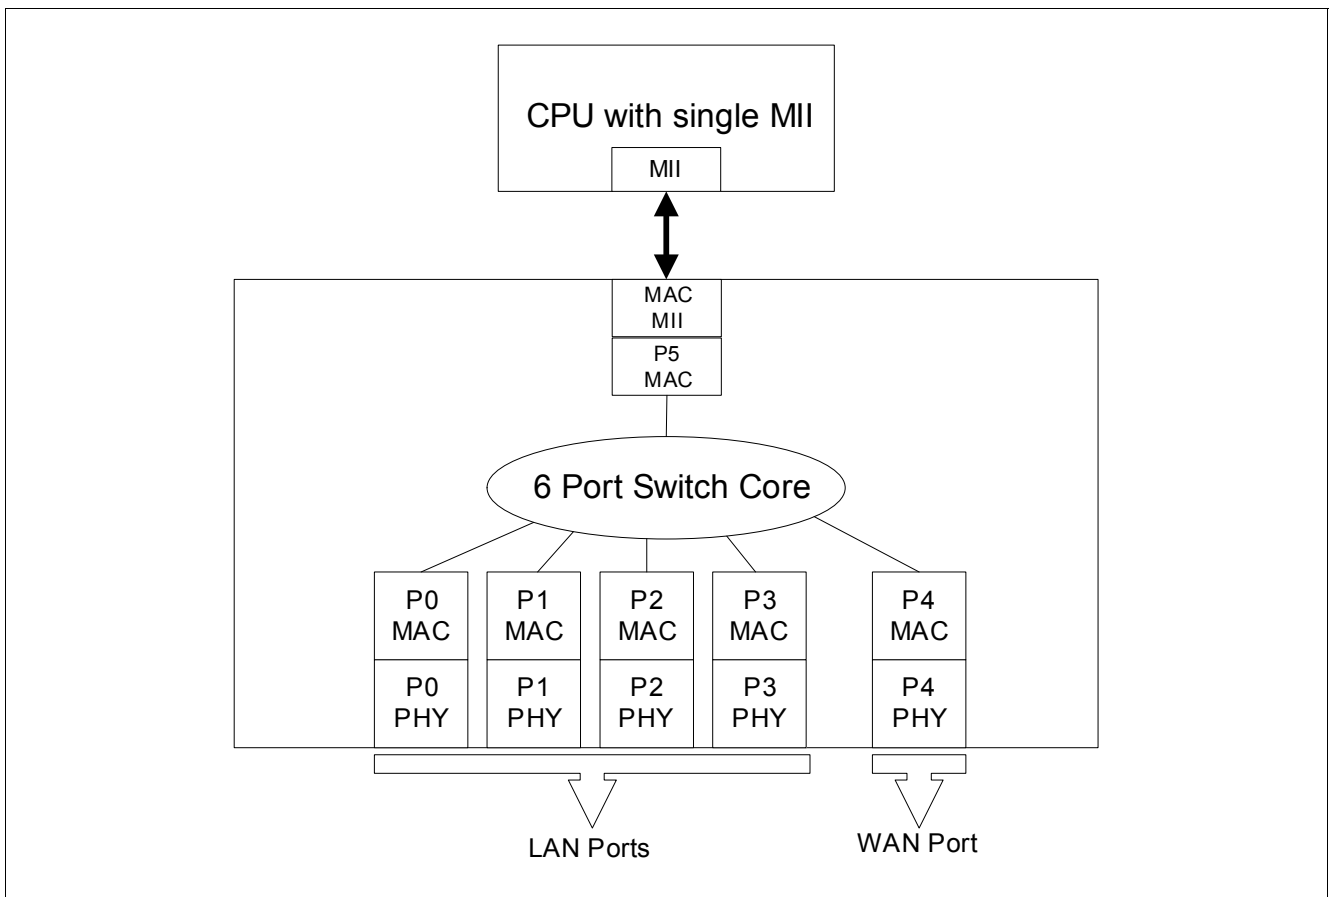 CPU with single MII
MII
MAC
MII
P5
MAC
6 Port Switch Core
P0
MAC
P1
MAC
P2
MAC
P3
MAC
P4
MAC
P0
PHY
P1
PHY
P2
PHY
P3
PHY
P4
PHY
LAN Ports
WAN Port